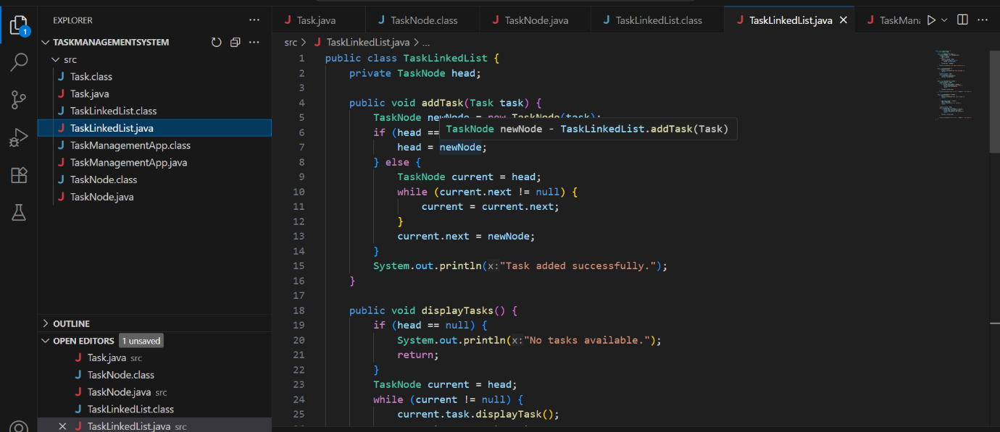 1
EXPLORER
TASKMANAGEMENTSYSTEM
src
J Task.class
J Task.java
J TaskLinkedList.class
J TaskLinkedList.java
J TaskManagementApp.class
J TaskManagementApp.java
J TaskNode.class
J TaskNode.java
OUTLINE
OPEN EDITORS 1 unsaved
J Task.java src
J TaskNode.class
J TaskNode.java src
J TaskLinkedList.class
J TaskLinkedList.java src
J Task.java J TaskNode.class J TaskNode.java J TaskLinkedList.class J TaskLinkedList.java J TaskMana
src > J TaskLinkedList.java > ...
1 public class TaskLinkedList {
2 private TaskNode head;
3
4 public void addTask(Task task) {
5 TaskNode newNode = new TaskNode(task);
6 if (head ==
TaskNode newNode - TaskLinkedList.addTask(Task)
7 head = newNode;
8 } else {
9 TaskNode current = head;
10 while (current.next != null) {
11 current = current.next;
12 }
13 current.next = newNode;
14 }
15 System.out.println(x:"Task added successfully.");
16 }
17
18 public void displayTasks() {
19 if (head == null) {
20 System.out.println(x:"No tasks available.");
21 return;
22 }
23 TaskNode current = head;
24 while (current != null) {
25 current.task.displayTask();